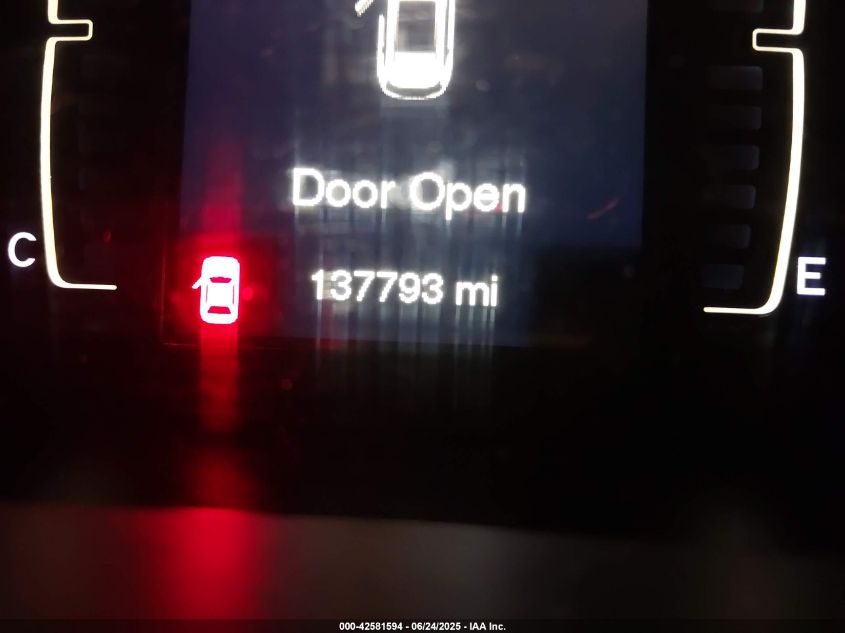 Door Open
C
137793 mi
E
000-42581594 - 06/24/2025 - IAA Inc.